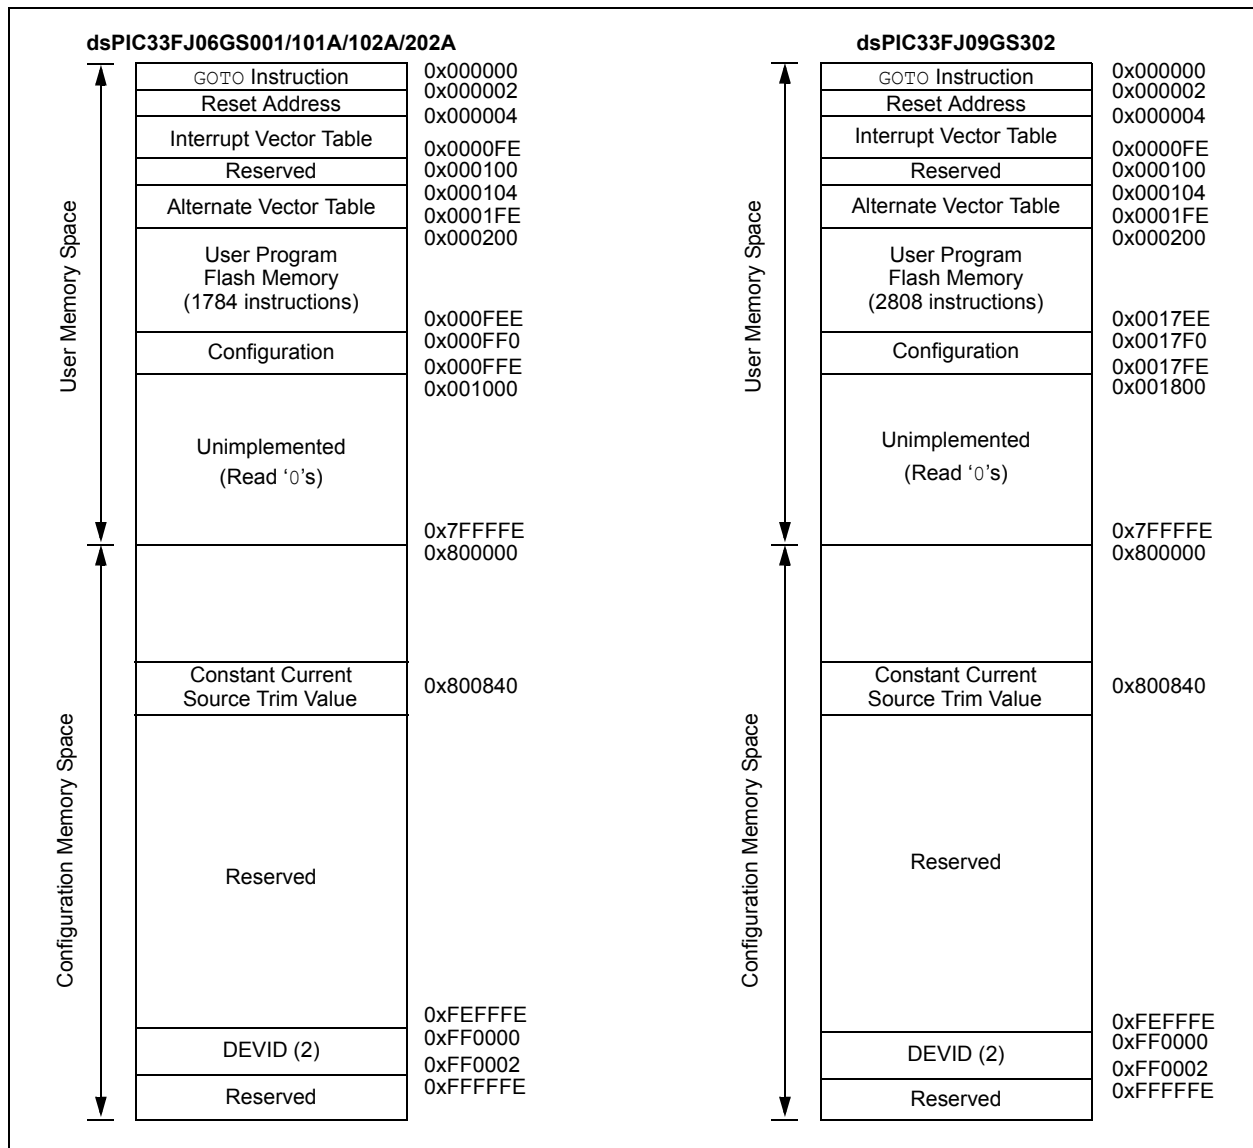 dsPIC33FJ06GS001/101A/102A/202A
User Memory Space
GOTO Instruction
0x000000
0x000002
Reset Address
0x000004
Interrupt Vector Table
0x0000FE
Reserved
0x000100
0x000104
Alternate Vector Table
0x0001FE
0x000200
User Program
Flash Memory
(1784 instructions)
0x000FEE
0x000FF0
Configuration
0x000FFE
0x001000
Unimplemented
(Read ‘0’s)
0x7FFFFE
0x800000
Configuration Memory Space
Constant Current
Source Trim Value
0x800840
Reserved
0xFEFFFE
0xFF0000
DEVID (2)
0xFF0002
0xFFFFFE
Reserved
dsPIC33FJ09GS302
User Memory Space
GOTO Instruction
0x000000
0x000002
Reset Address
0x000004
Interrupt Vector Table
0x0000FE
Reserved
0x000100
0x000104
Alternate Vector Table
0x0001FE
0x000200
User Program
Flash Memory
(2808 instructions)
0x0017EE
0x0017F0
Configuration
0x0017FE
0x001800
Unimplemented
(Read ‘0’s)
0x7FFFFE
0x800000
Configuration Memory Space
Constant Current
Source Trim Value
0x800840
Reserved
0xFEFFFE
0xFF0000
DEVID (2)
0xFF0002
0xFFFFFE
Reserved